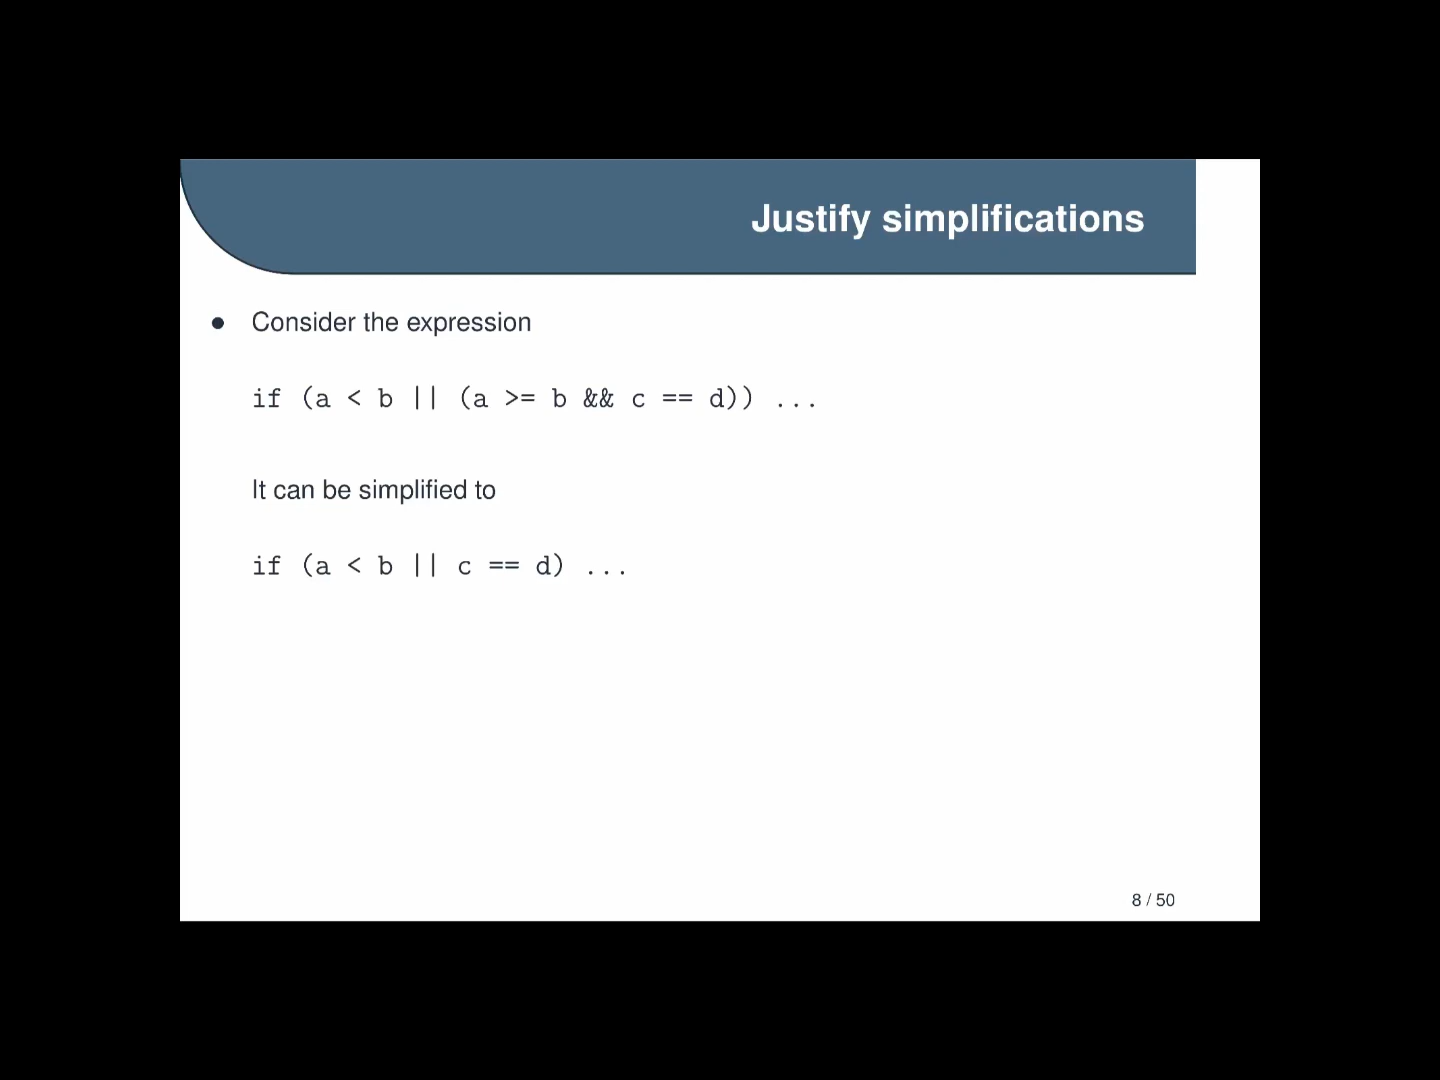 Justify simplifications
● Consider the expression
if (a < b || (a >= b && c == d)) ...
It can be simplified to
if (a < b || c == d) ...
8 / 50